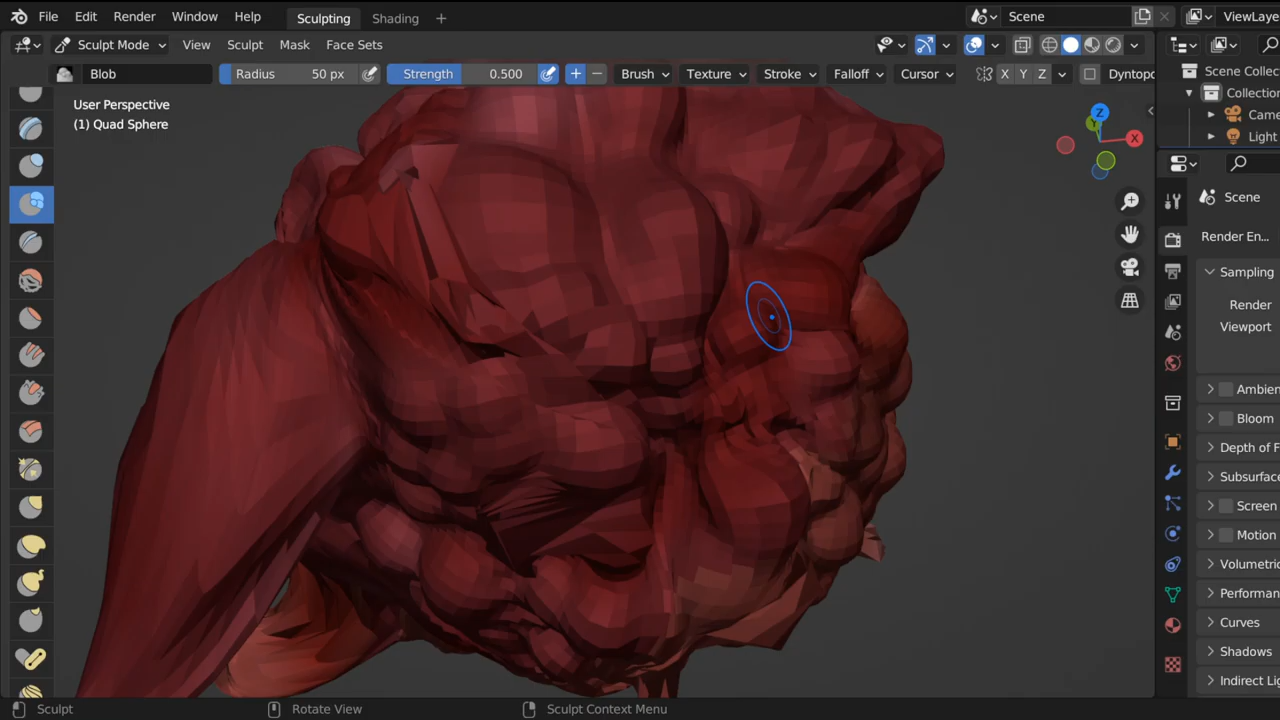 File Edit Render Window Help Sculpting Shading + Scene ViewLaye
Sculpt Mode View Sculpt Mask Face Sets
Blob Radius 50 px Strength 0.500 + − Brush Texture Stroke Falloff Cursor X Y Z Dyntopo
User Perspective
(1) Quad Sphere
Z
X
Y
Scene Collec
Collection
Came
Light
Scene
Render En...
Sampling
Render
Viewport
Ambien
Bloom
Depth of F
Subsurface
Screen
Motion
Volumetric
Performan
Curves
Shadows
Indirect Lig
Sculpt Rotate View Sculpt Context Menu